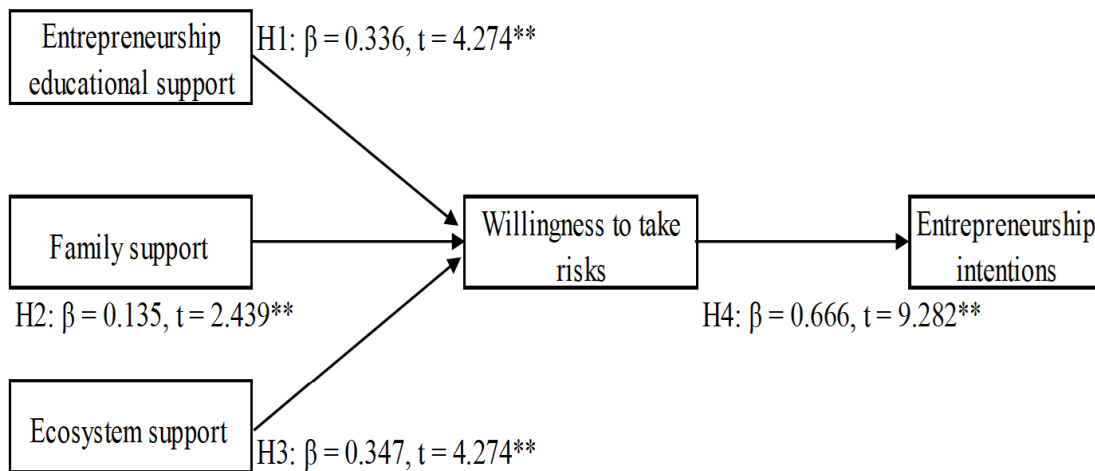 Entrepreneurship
educational support
H1: β = 0.336, t = 4.274**
Family support
H2: β = 0.135, t = 2.439**
Ecosystem support
H3: β = 0.347, t = 4.274**
Willingness to take
risks
H4: β = 0.666, t = 9.282**
Entrepreneurship
intentions